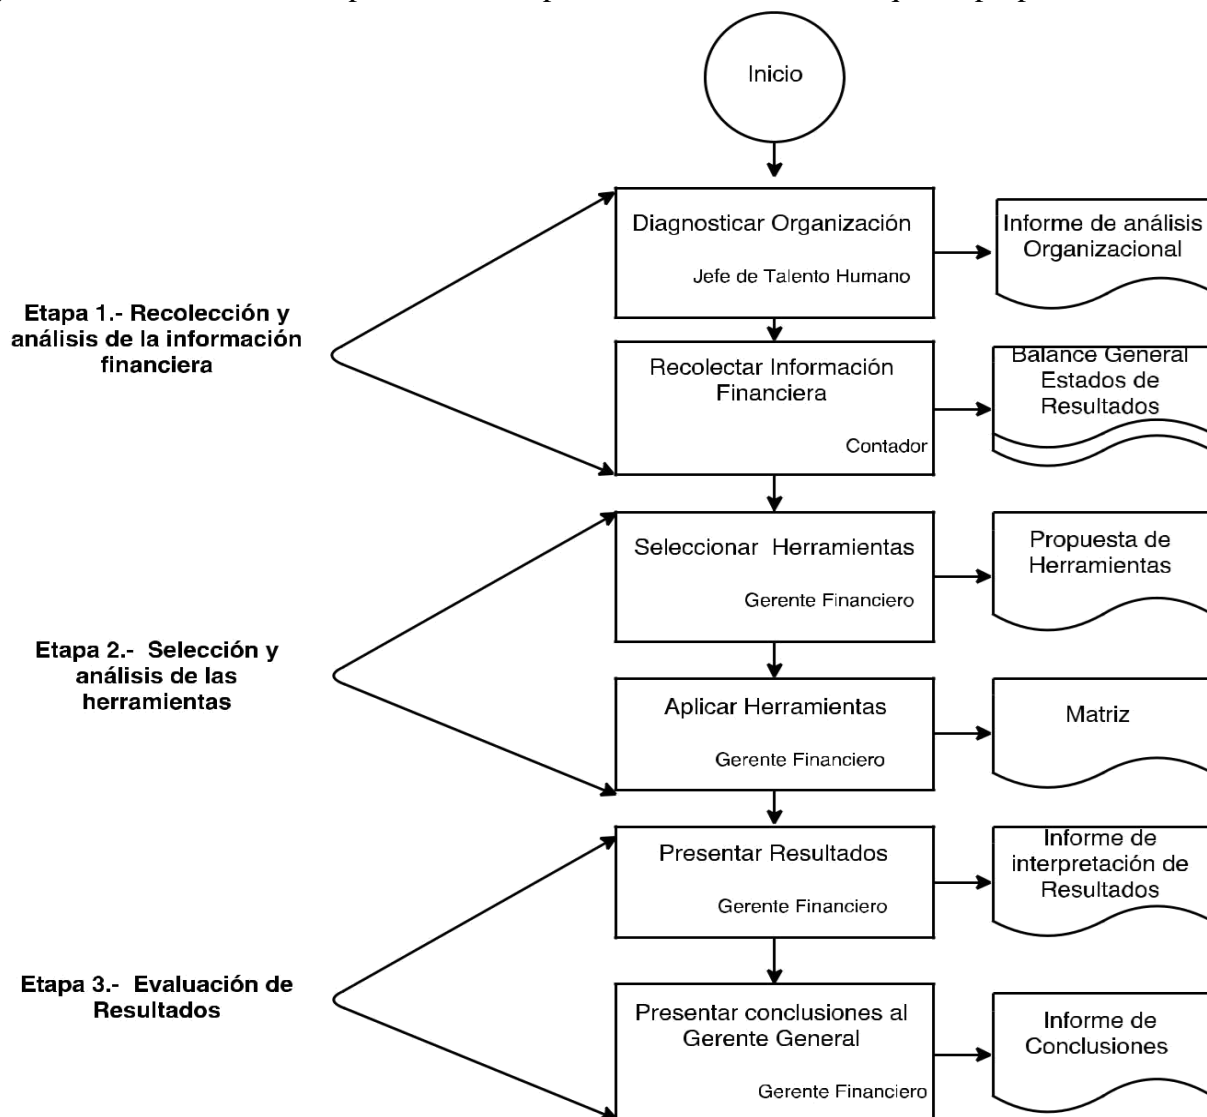 Inicio
Diagnosticar Organización
Jefe de Talento Humano
Informe de análisis
Organizacional
Etapa 1.- Recolección y
análisis de la información
financiera
Recolectar Información
Financiera
Contador
Balance General
Estados de
Resultados
Seleccionar Herramientas
Gerente Financiero
Propuesta de
Herramientas
Etapa 2.- Selección y
análisis de las
herramientas
Aplicar Herramientas
Gerente Financiero
Matriz
Presentar Resultados
Gerente Financiero
Informe de
interpretación de
Resultados
Etapa 3.- Evaluación de
Resultados
Presentar conclusiones al
Gerente General
Gerente Financiero
Informe de
Conclusiones